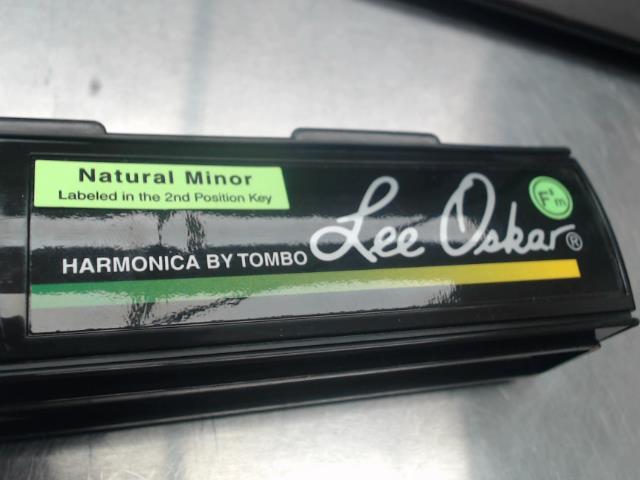 Natural Minor
Labeled in the 2nd Position Key
F#m
HARMONICA BY TOMBO Lee Oskar®